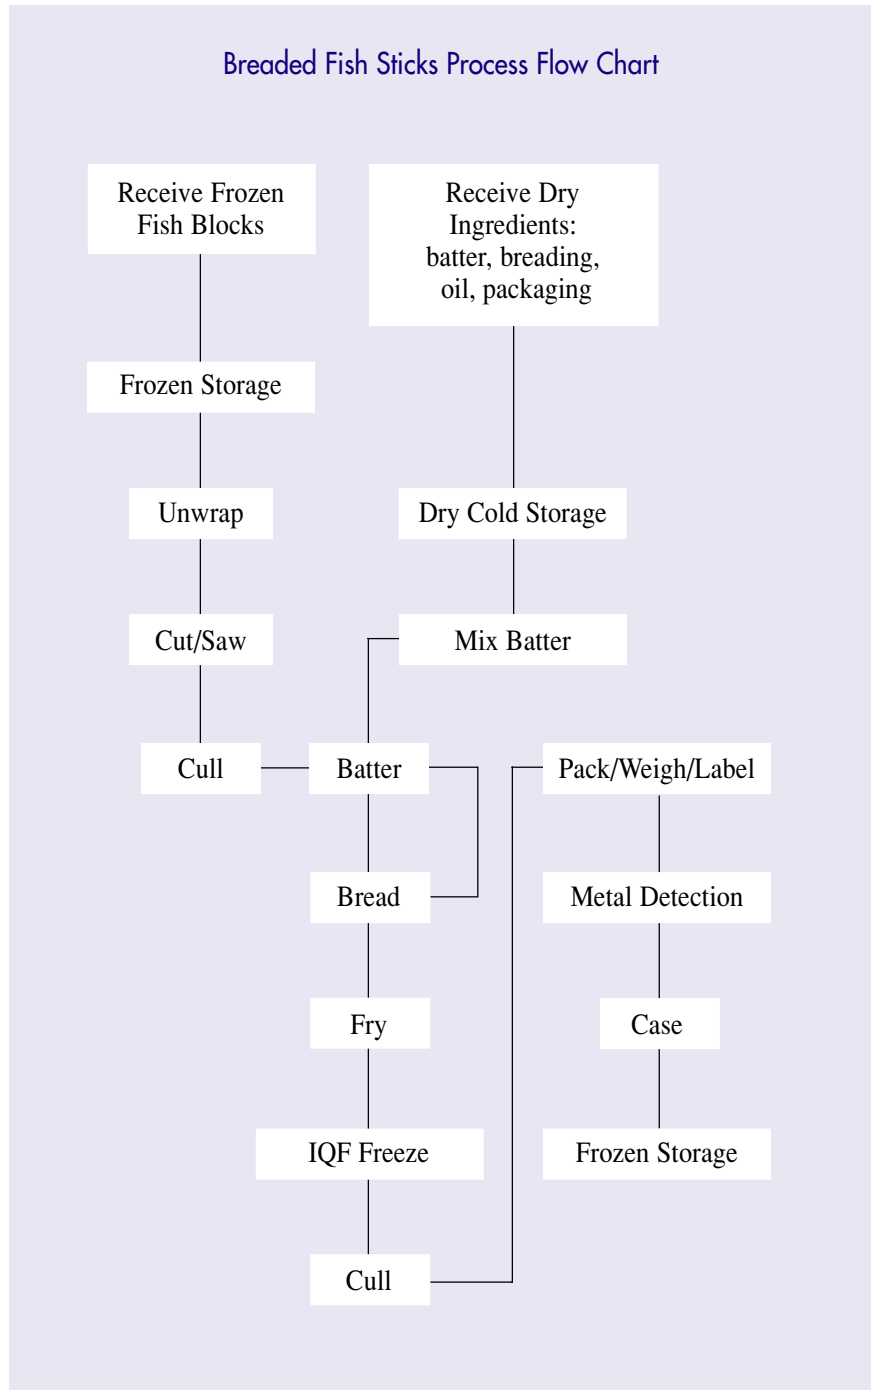 Breaded Fish Sticks Process Flow Chart
Receive Frozen
Fish Blocks
Receive Dry
Ingredients:
batter, breading,
oil, packaging
Frozen Storage
Unwrap
Dry Cold Storage
Cut/Saw
Mix Batter
Cull
Batter
Pack/Weigh/Label
Bread
Metal Detection
Fry
Case
IQF Freeze
Frozen Storage
Cull